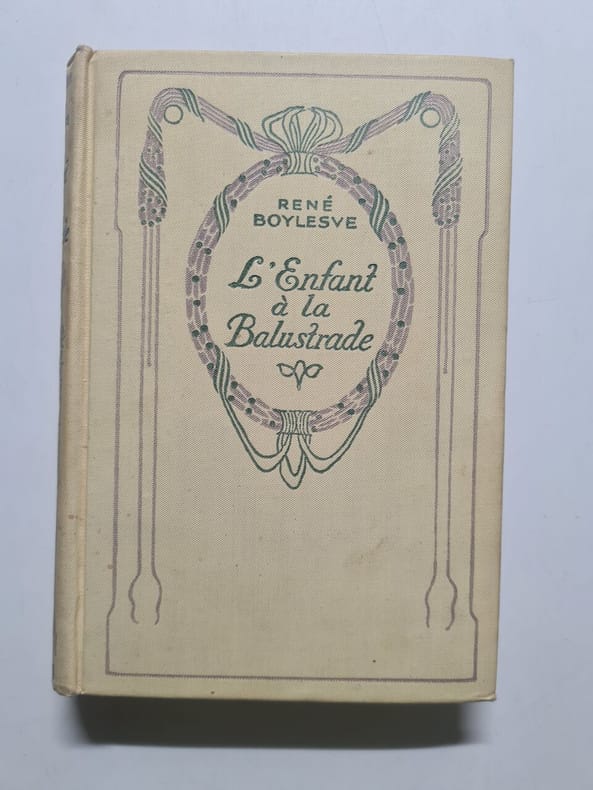 RENÉ
BOYLESVE
L'Enfant
à la
Balustrade